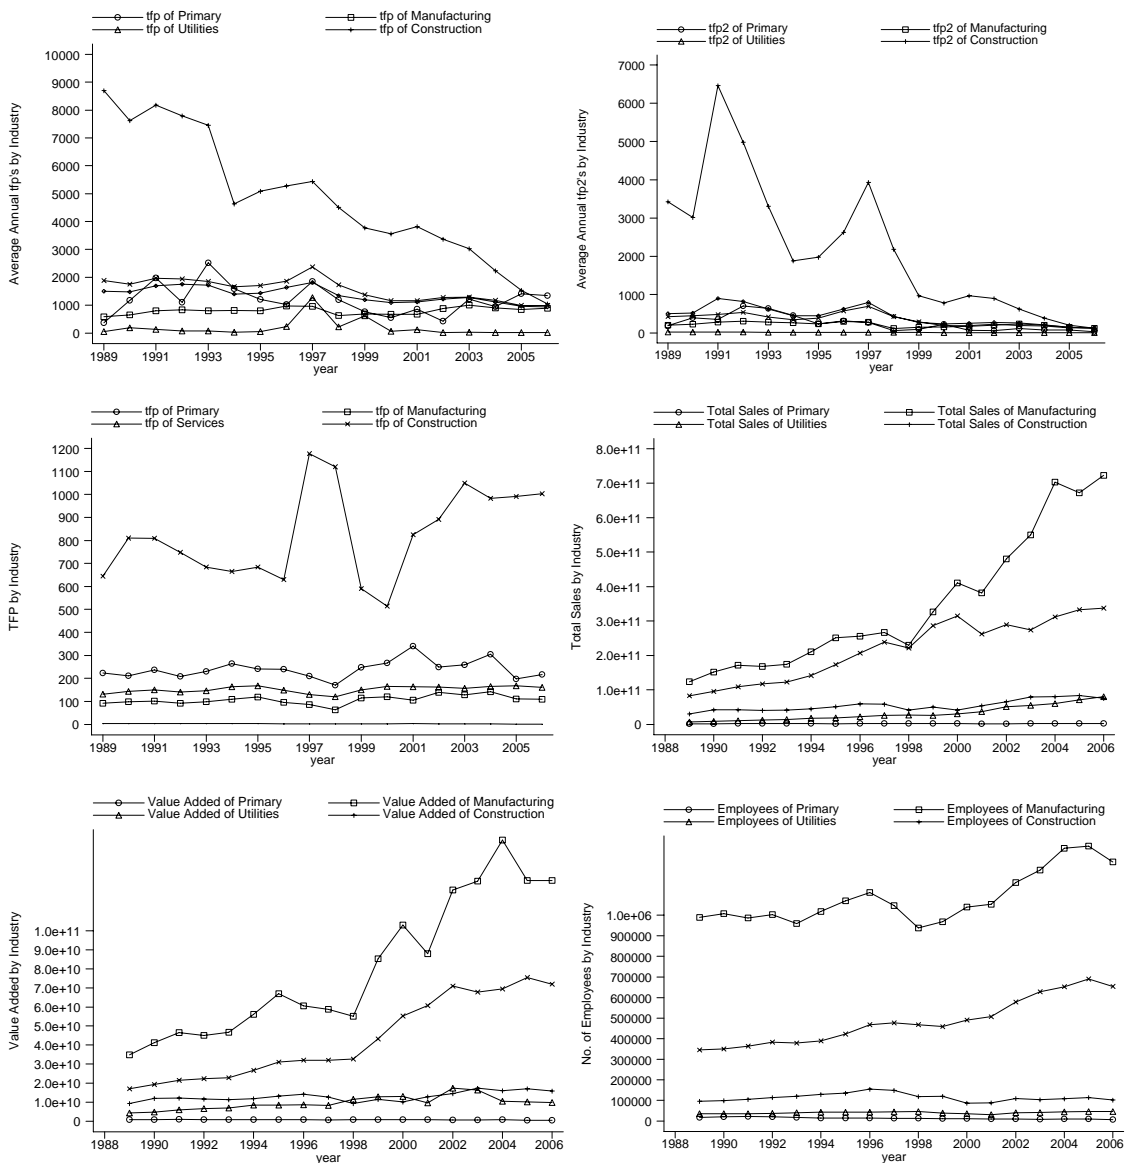 tfp of Primary tfp of Manufacturing
tfp of Utilities tfp of Construction
Average Annual tfp's by Industry
10000
9000
8000
7000
6000
5000
4000
3000
2000
1000
0
1989 1991 1993 1995 1997 1999 2001 2003 2005
year
tfp2 of Primary tfp2 of Manufacturing
tfp2 of Utilities tfp2 of Construction
Average Annual tfp2's by Industry
7000
6000
5000
4000
3000
2000
1000
0
1989 1991 1993 1995 1997 1999 2001 2003 2005
year
tfp of Primary tfp of Manufacturing
tfp of Services tfp of Construction
TFP by Industry
1200
1100
1000
900
800
700
600
500
400
300
200
100
0
1989 1991 1993 1995 1997 1999 2001 2003 2005
year
Total Sales of Primary Total Sales of Manufacturing
Total Sales of Utilities Total Sales of Construction
Total Sales by Industry
8.0e+11
7.0e+11
6.0e+11
5.0e+11
4.0e+11
3.0e+11
2.0e+11
1.0e+11
0
1988 1990 1992 1994 1996 1998 2000 2002 2004 2006
year
Value Added of Primary Value Added of Manufacturing
Value Added of Utilities Value Added of Construction
Value Added by Industry
1.0e+11
9.0e+10
8.0e+10
7.0e+10
6.0e+10
5.0e+10
4.0e+10
3.0e+10
2.0e+10
1.0e+10
0
1988 1990 1992 1994 1996 1998 2000 2002 2004 2006
year
Employees of Primary Employees of Manufacturing
Employees of Utilities Employees of Construction
No. of Employees by Industry
1.0e+06
900000
800000
700000
600000
500000
400000
300000
200000
100000
0
1988 1990 1992 1994 1996 1998 2000 2002 2004 2006
year